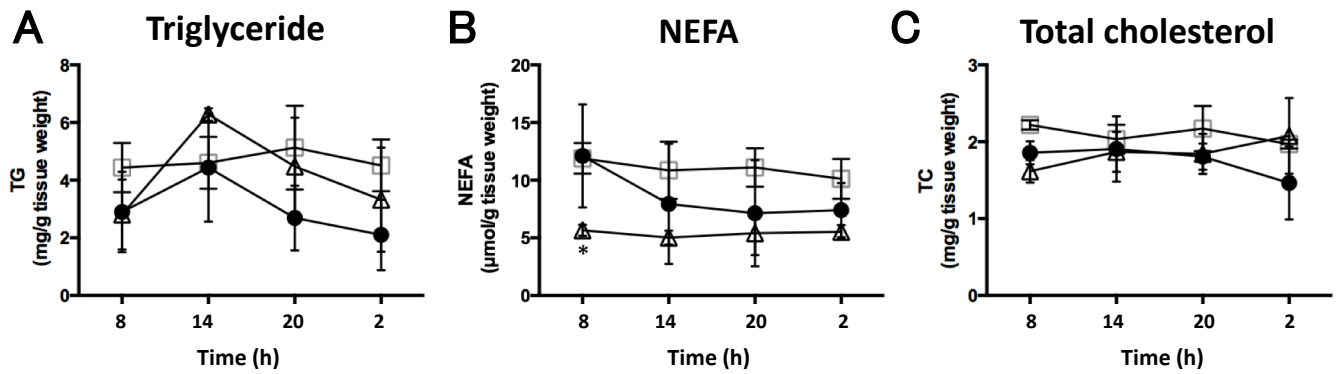 A Triglyceride
TG
(mg/g tissue weight)
8
6
4
2
0
8 14 20 2
Time (h)
B NEFA
NEFA
(μmol/g tissue weight)
20
15
10
5
0
*
8 14 20 2
Time (h)
C Total cholesterol
TC
(mg/g tissue weight)
3
2
1
0
8 14 20 2
Time (h)